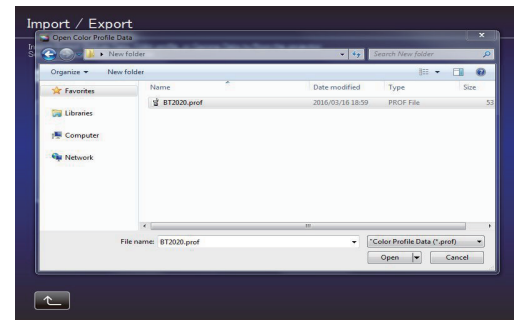 Import / Export
Open Color Profile Data
New folder
Search New folder
Organize
New folder
Name
Date modified
Type
Size
Favorites
BT2020.prof
2016/03/16 18:59
PROF File
53
Libraries
Computer
Network
File name:
BT2020.prof
"Color Profile Data (*.prof)
Open
Cancel